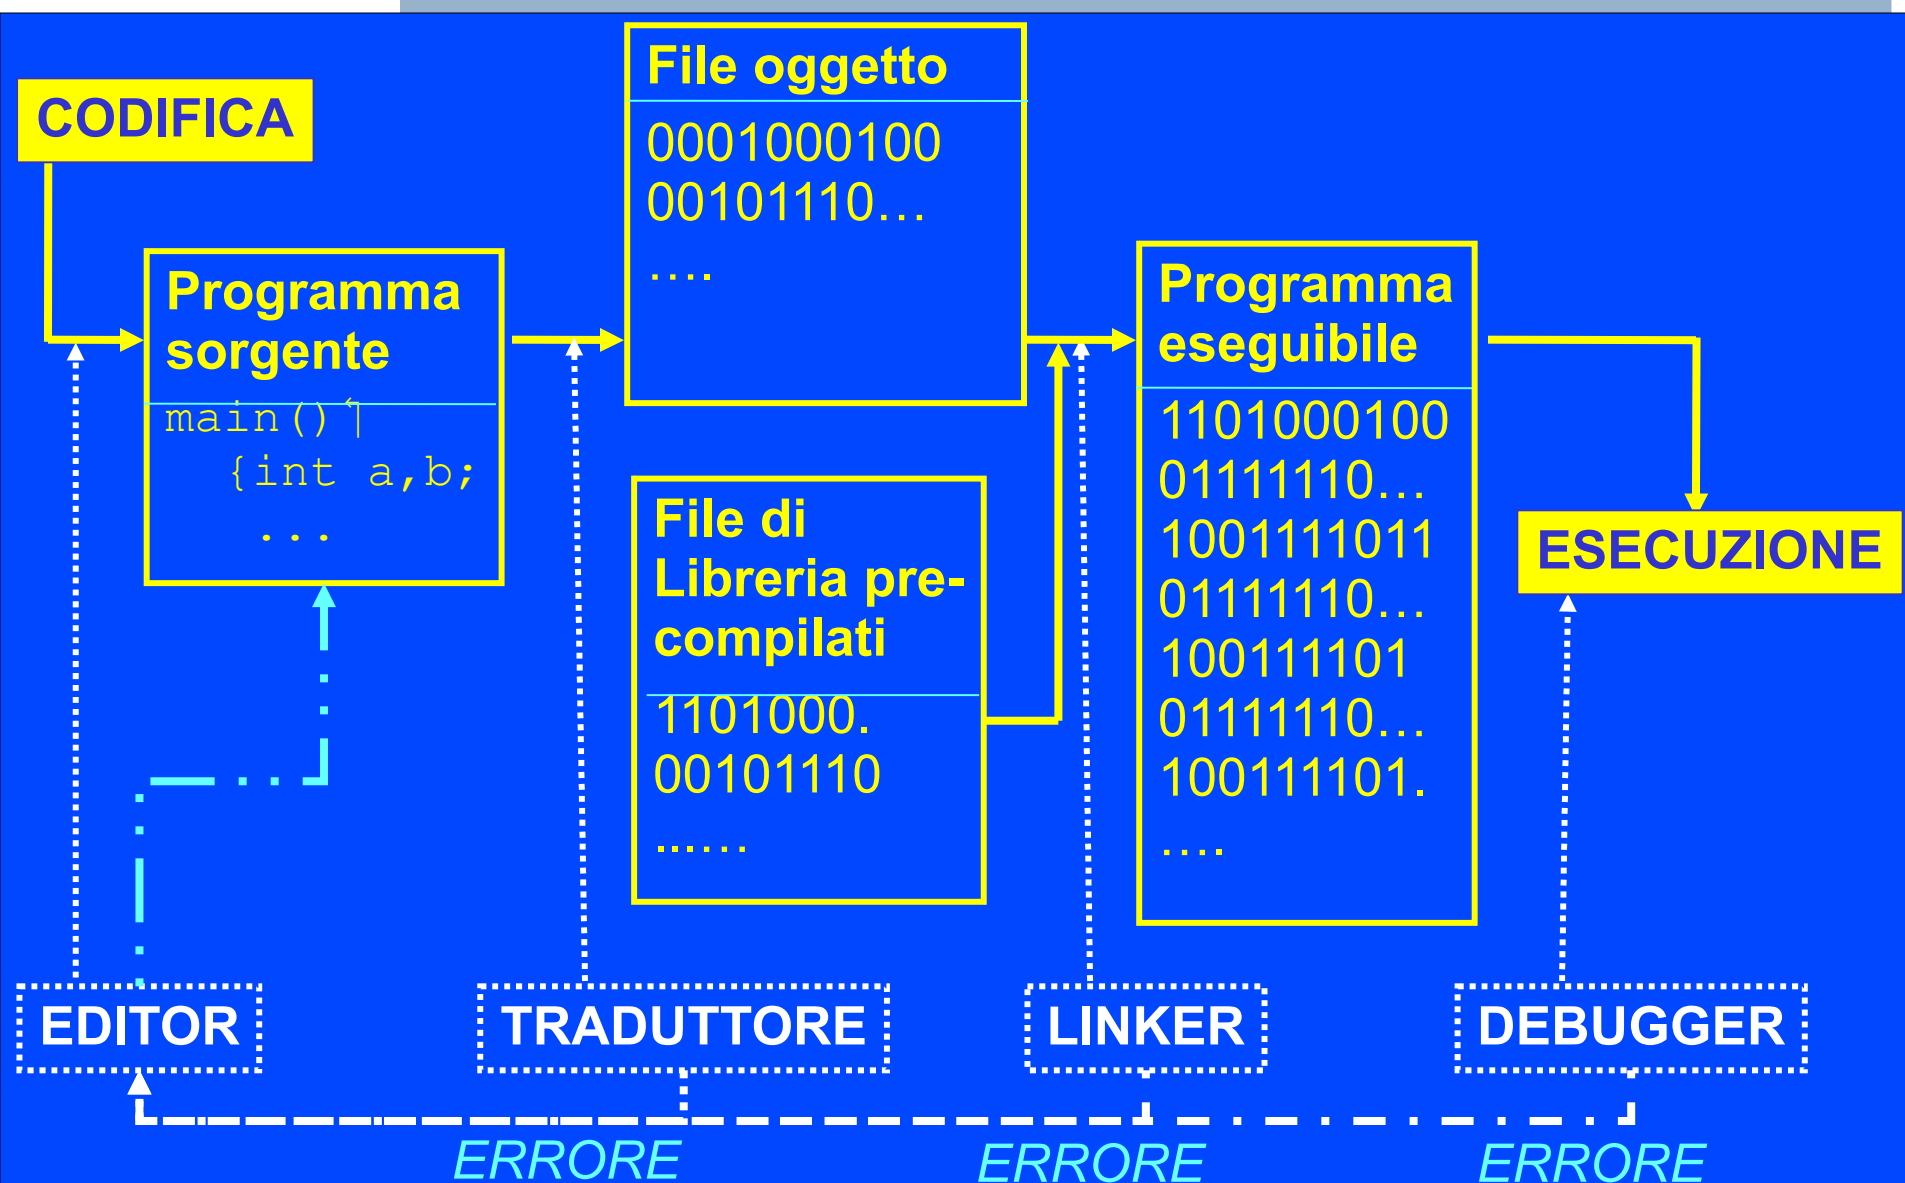 CODIFICA
Programma
sorgente
main()
{int a,b;
...
File oggetto
0001000100
00101110...
....
File di
Libreria pre-
compilati
1101000.
00101110
......
Programma
eseguibile
1101000100
01111110...
1001111011
01111110...
100111101
01111110...
100111101.
....
ESECUZIONE
EDITOR
TRADUTTORE
LINKER
DEBUGGER
ERRORE
ERRORE
ERRORE